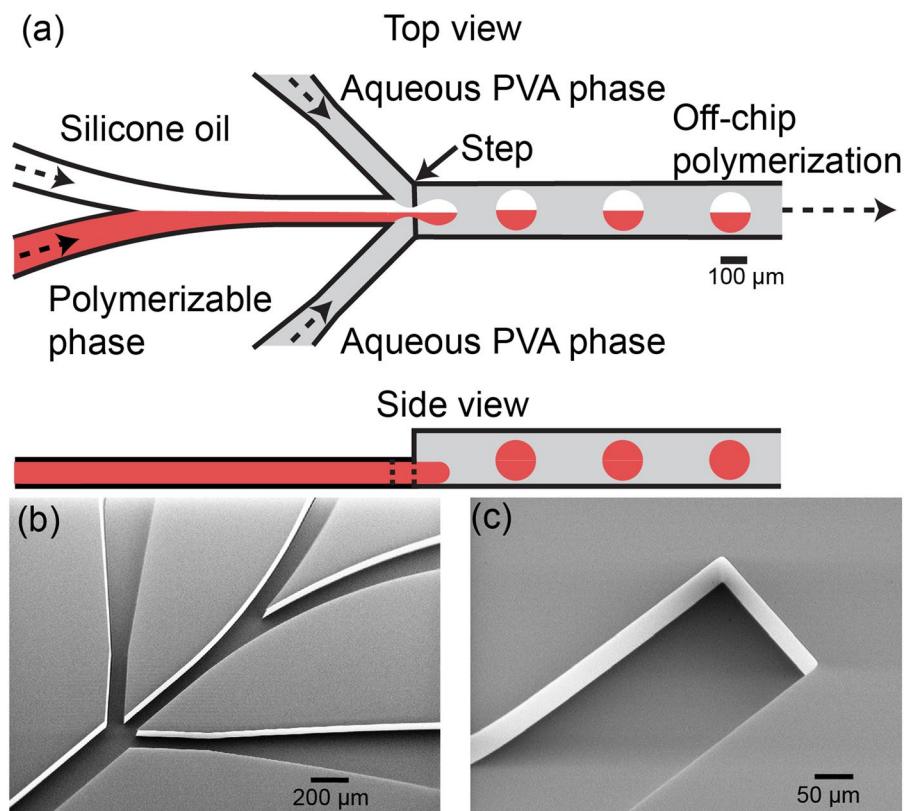 (a)
Top view
Aqueous PVA phase
Silicone oil
Step
Off-chip
polymerization
100 µm
Polymerizable
phase
Aqueous PVA phase
Side view
(b)
200 µm
(c)
50 µm